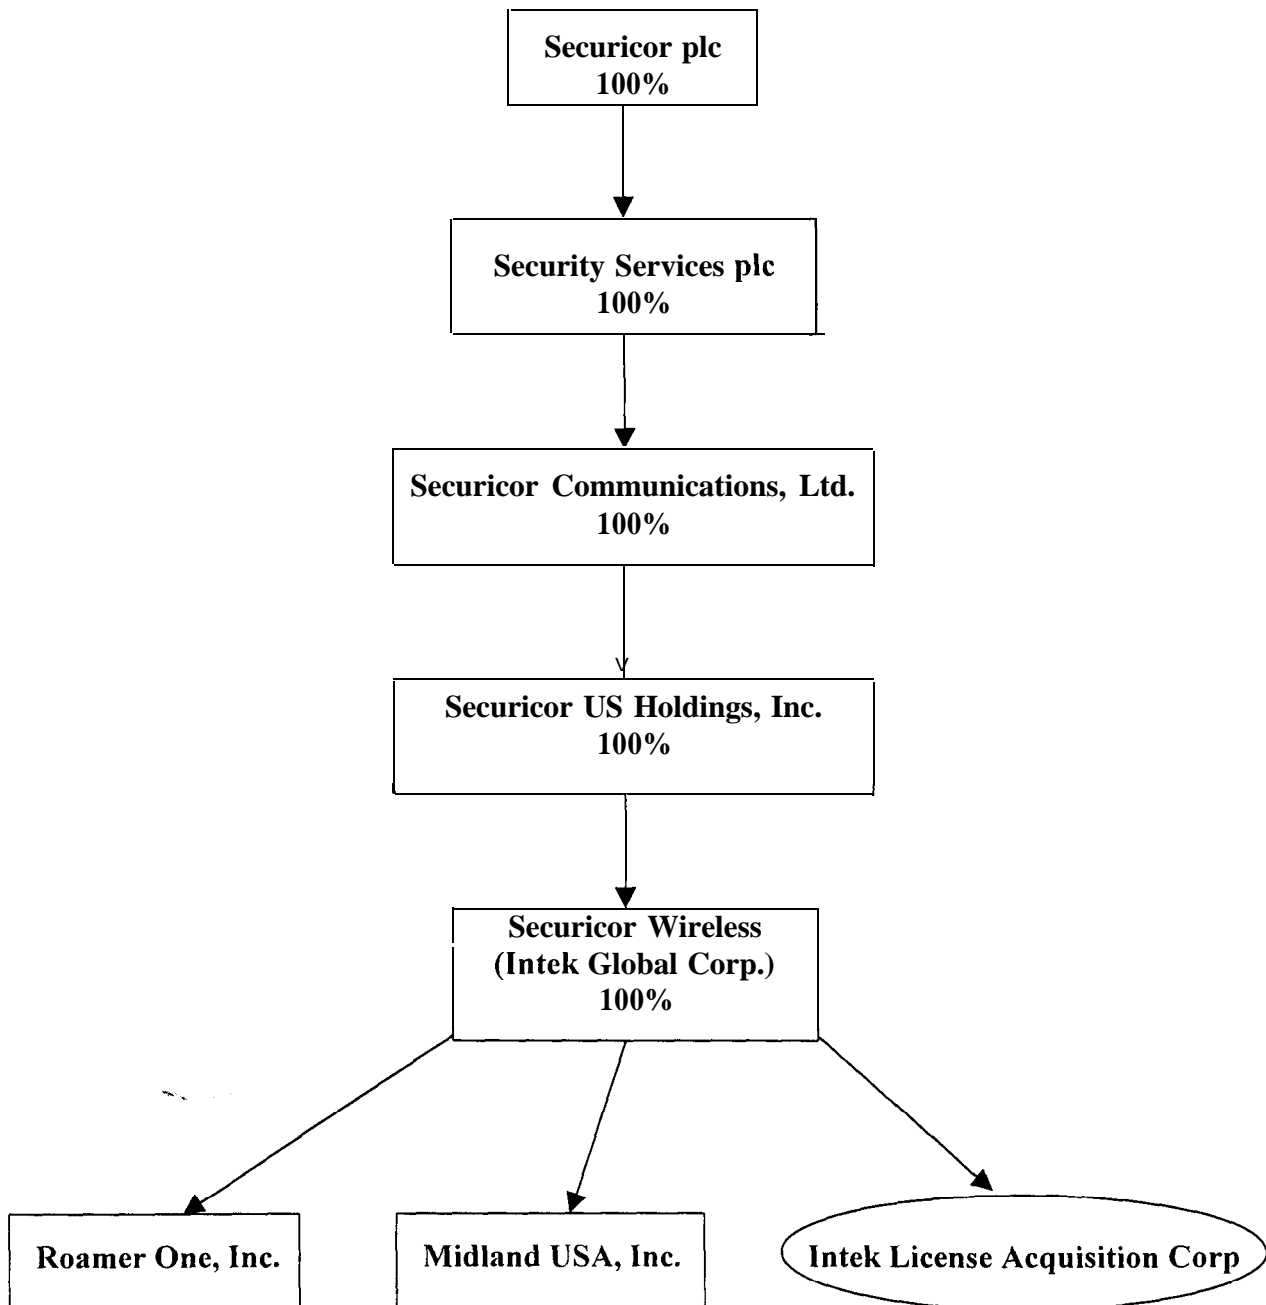 Securicor plc
100%
Security Services plc
100%
Securicor Communications, Ltd.
100%
Securicor US Holdings, Inc.
100%
Securicor Wireless
(Intek Global Corp.)
100%
Roamer One, Inc.
Midland USA, Inc.
Intek License Acquisition Corp